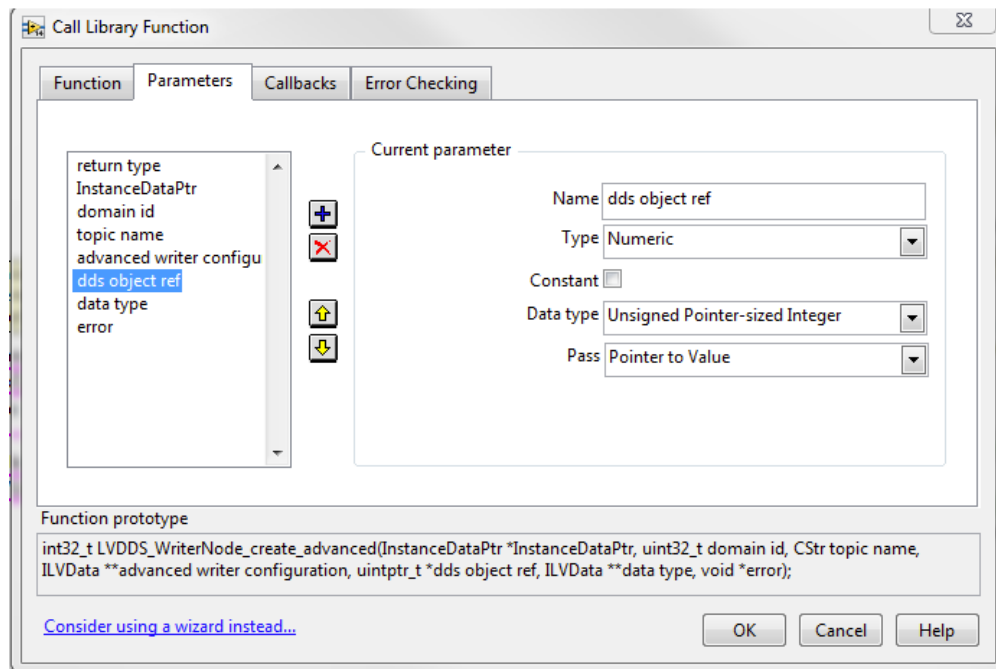 Call Library Function
Function Parameters Callbacks Error Checking
return type
InstanceDataPtr
domain id
topic name
advanced writer configu
dds object ref
data type
error
Current parameter
Name dds object ref
Type Numeric
Constant
Data type Unsigned Pointer-sized Integer
Pass Pointer to Value
Function prototype
int32_t LVDDS_WriterNode_create_advanced(InstanceDataPtr *InstanceDataPtr, uint32_t domain id, CStr topic name,
ILVData **advanced writer configuration, uintptr_t *dds object ref, ILVData **data type, void *error);
Consider using a wizard instead...
OK Cancel Help